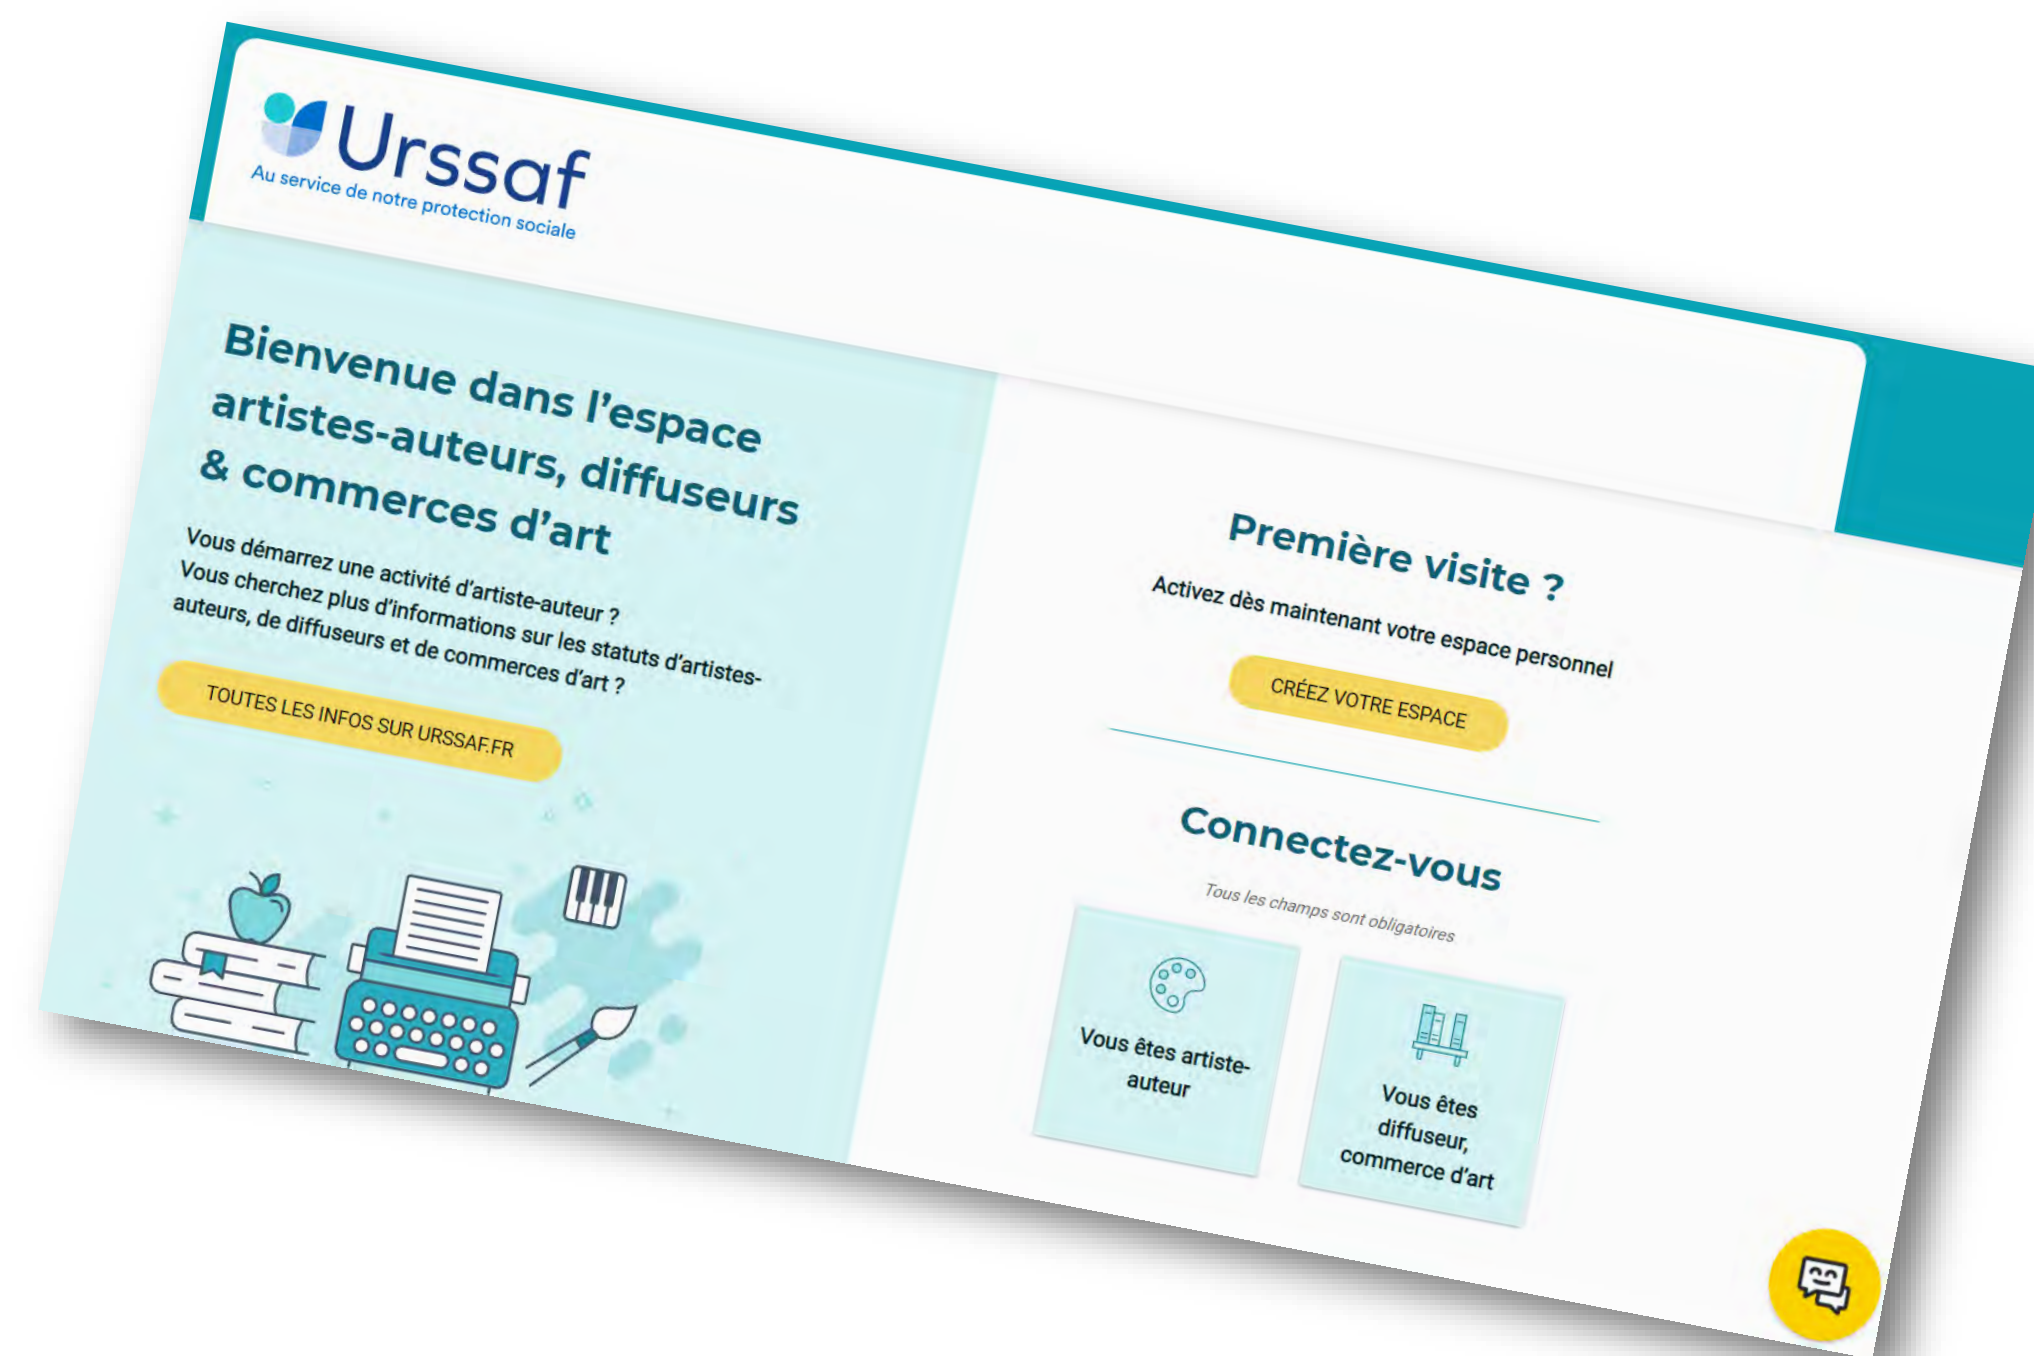 Urssaf
Au service de notre protection sociale
Bienvenue dans l'espace
artistes-auteurs, diffuseurs
& commerces d'art
Vous démarrez une activité d'artiste-auteur ?
Vous cherchez plus d'informations sur les statuts d'artistes-
auteurs, de diffuseurs et de commerces d'art ?
TOUTES LES INFOS SUR URSSAF.FR
Première visite ?
Activez dès maintenant votre espace personnel
CRÉEZ VOTRE ESPACE
Connectez-vous
Tous les champs sont obligatoires
Vous êtes artiste-
auteur
Vous êtes
diffuseur,
commerce d'art